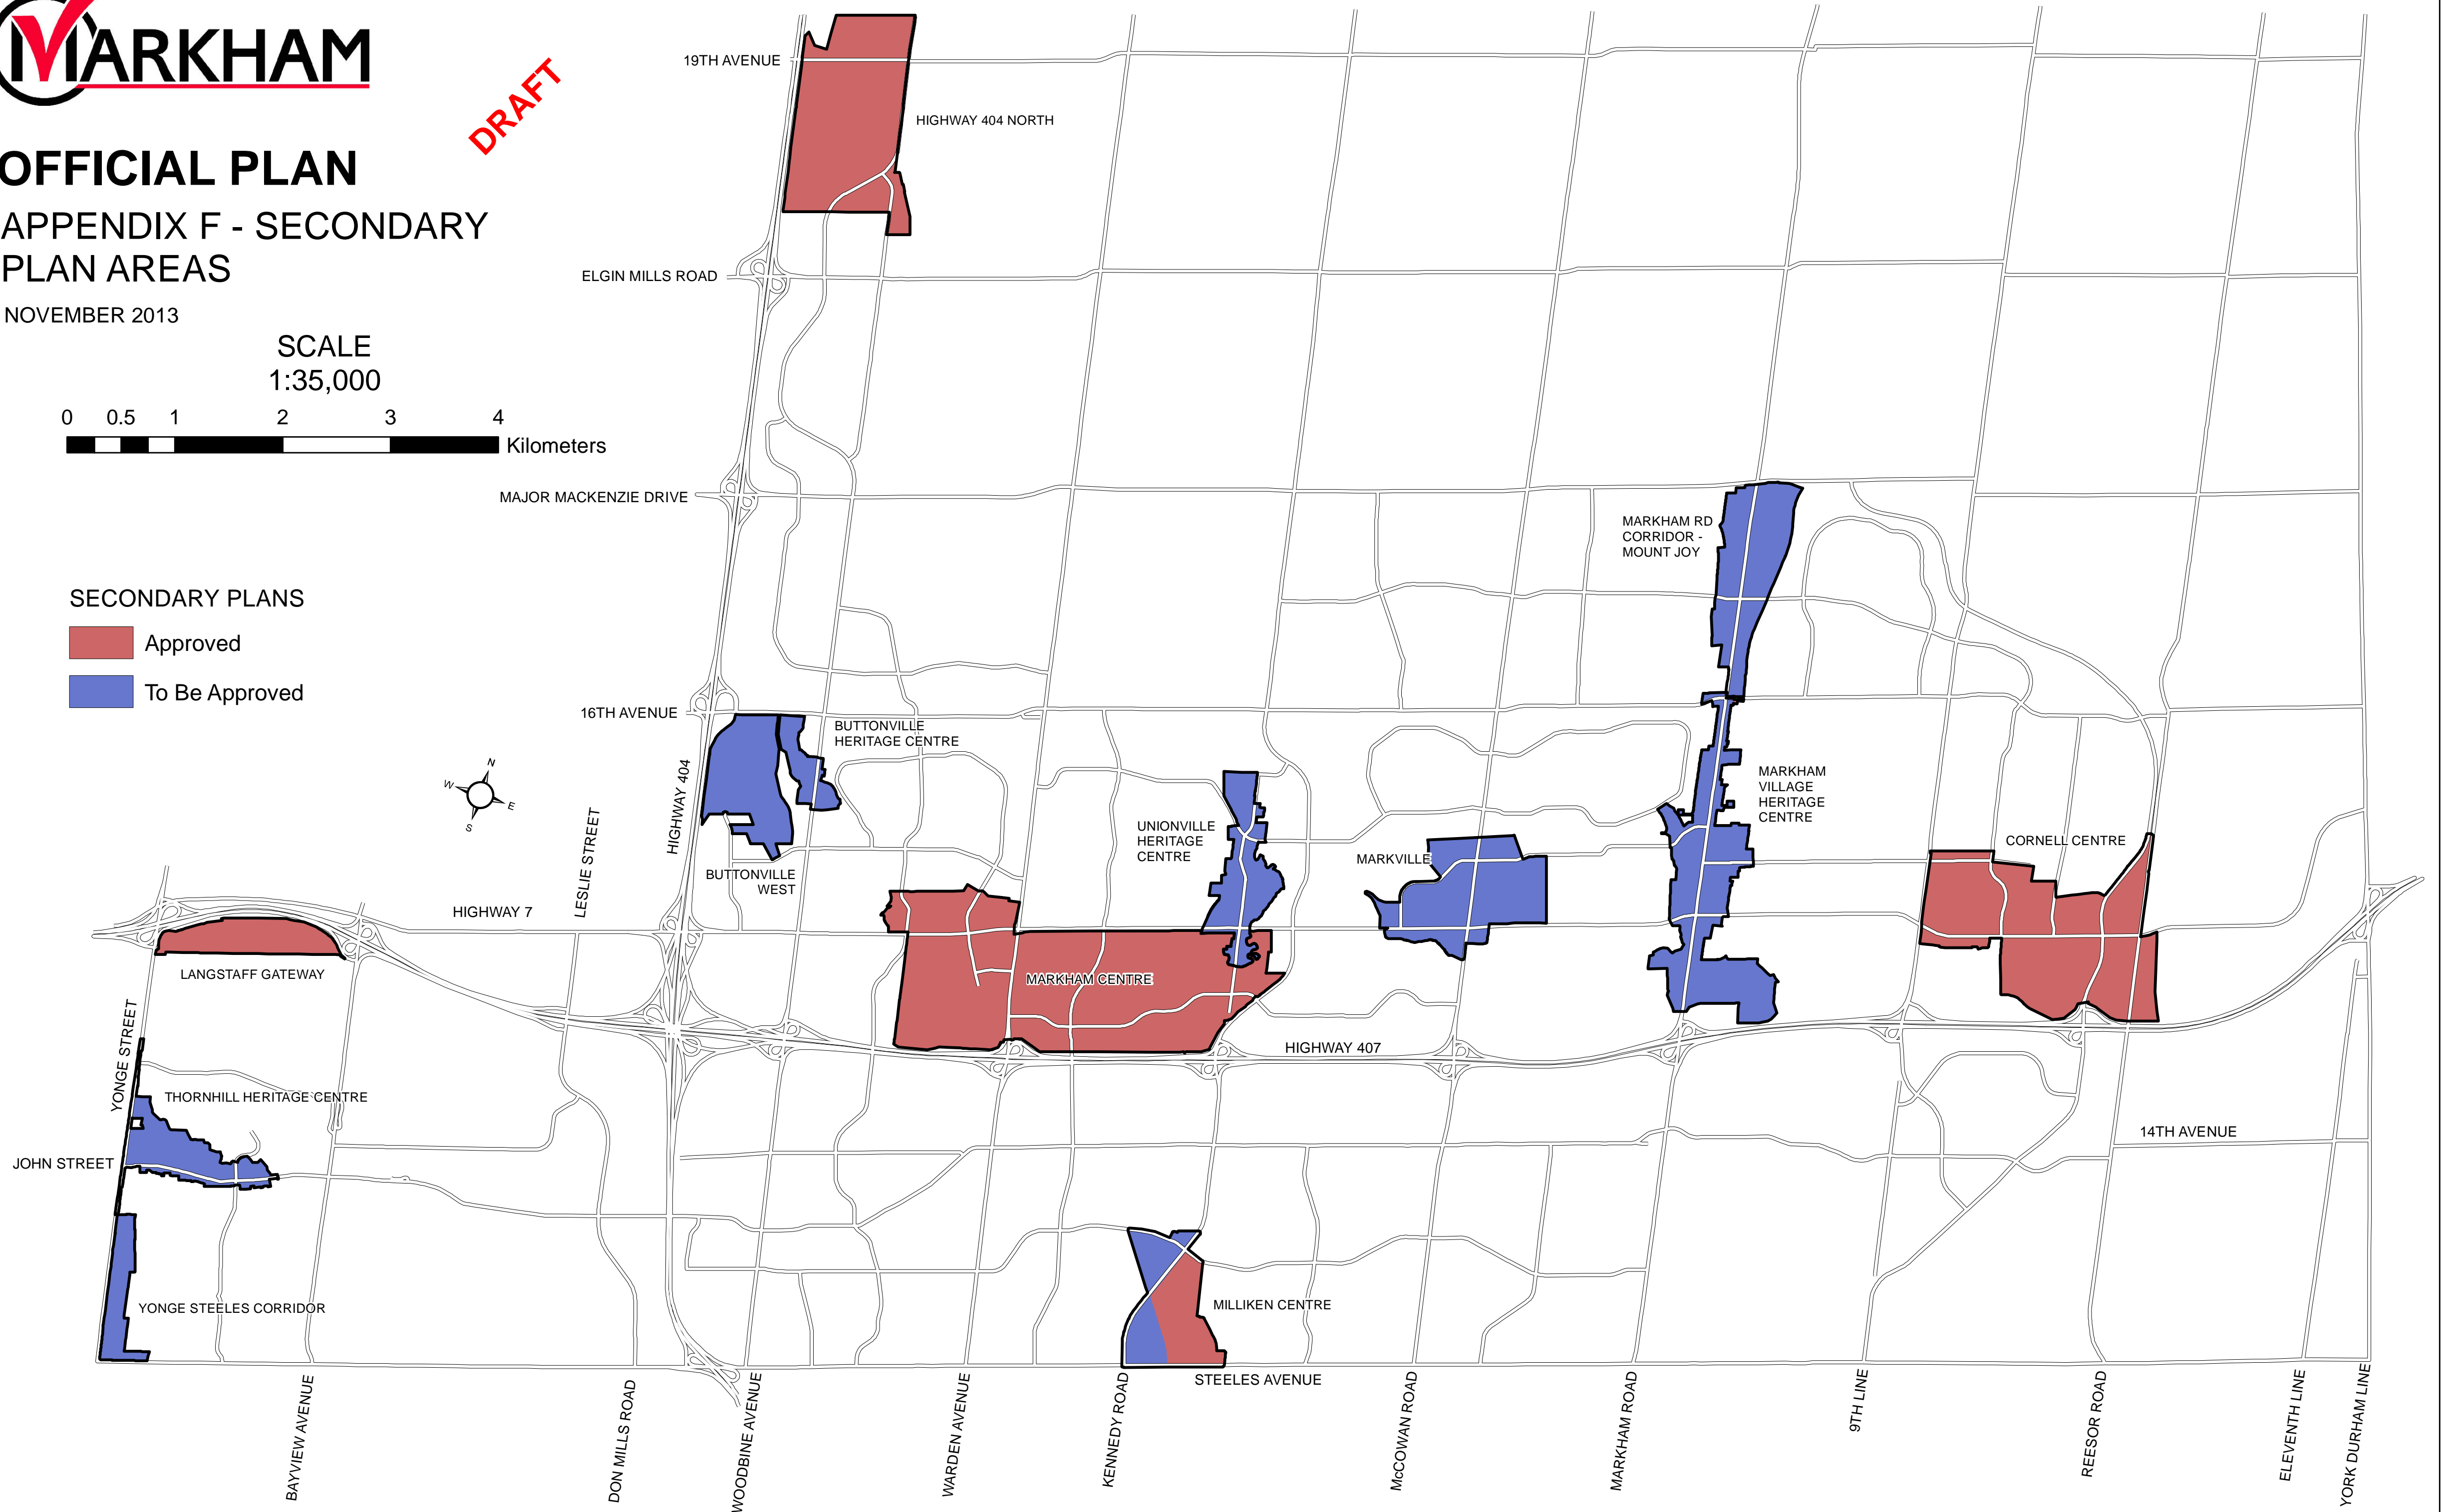 MARKHAM
DRAFT
OFFICIAL PLAN
APPENDIX F - SECONDARY
PLAN AREAS
NOVEMBER 2013
SCALE
1:35,000
0 0.5 1 2 3 4
Kilometers
SECONDARY PLANS
Approved
To Be Approved
N
W
E
S
19TH AVENUE
HIGHWAY 404 NORTH
ELGIN MILLS ROAD
MAJOR MACKENZIE DRIVE
MARKHAM RD
CORRIDOR -
MOUNT JOY
16TH AVENUE
BUTTONVILLE
HERITAGE CENTRE
HIGHWAY 404
LESLIE STREET
BUTTONVILLE
WEST
UNIONVILLE
HERITAGE
CENTRE
MARKVILLE
MARKHAM
VILLAGE
HERITAGE
CENTRE
CORNELL CENTRE
HIGHWAY 7
LANGSTAFF GATEWAY
MARKHAM CENTRE
HIGHWAY 407
YONGE STREET
THORNHILL HERITAGE CENTRE
JOHN STREET
14TH AVENUE
YONGE STEELES CORRIDOR
MILLIKEN CENTRE
STEELES AVENUE
BAYVIEW AVENUE
DON MILLS ROAD
WOODBINE AVENUE
WARDEN AVENUE
KENNEDY ROAD
McCOWAN ROAD
MARKHAM ROAD
9TH LINE
REESOR ROAD
ELEVENTH LINE
YORK DURHAM LINE